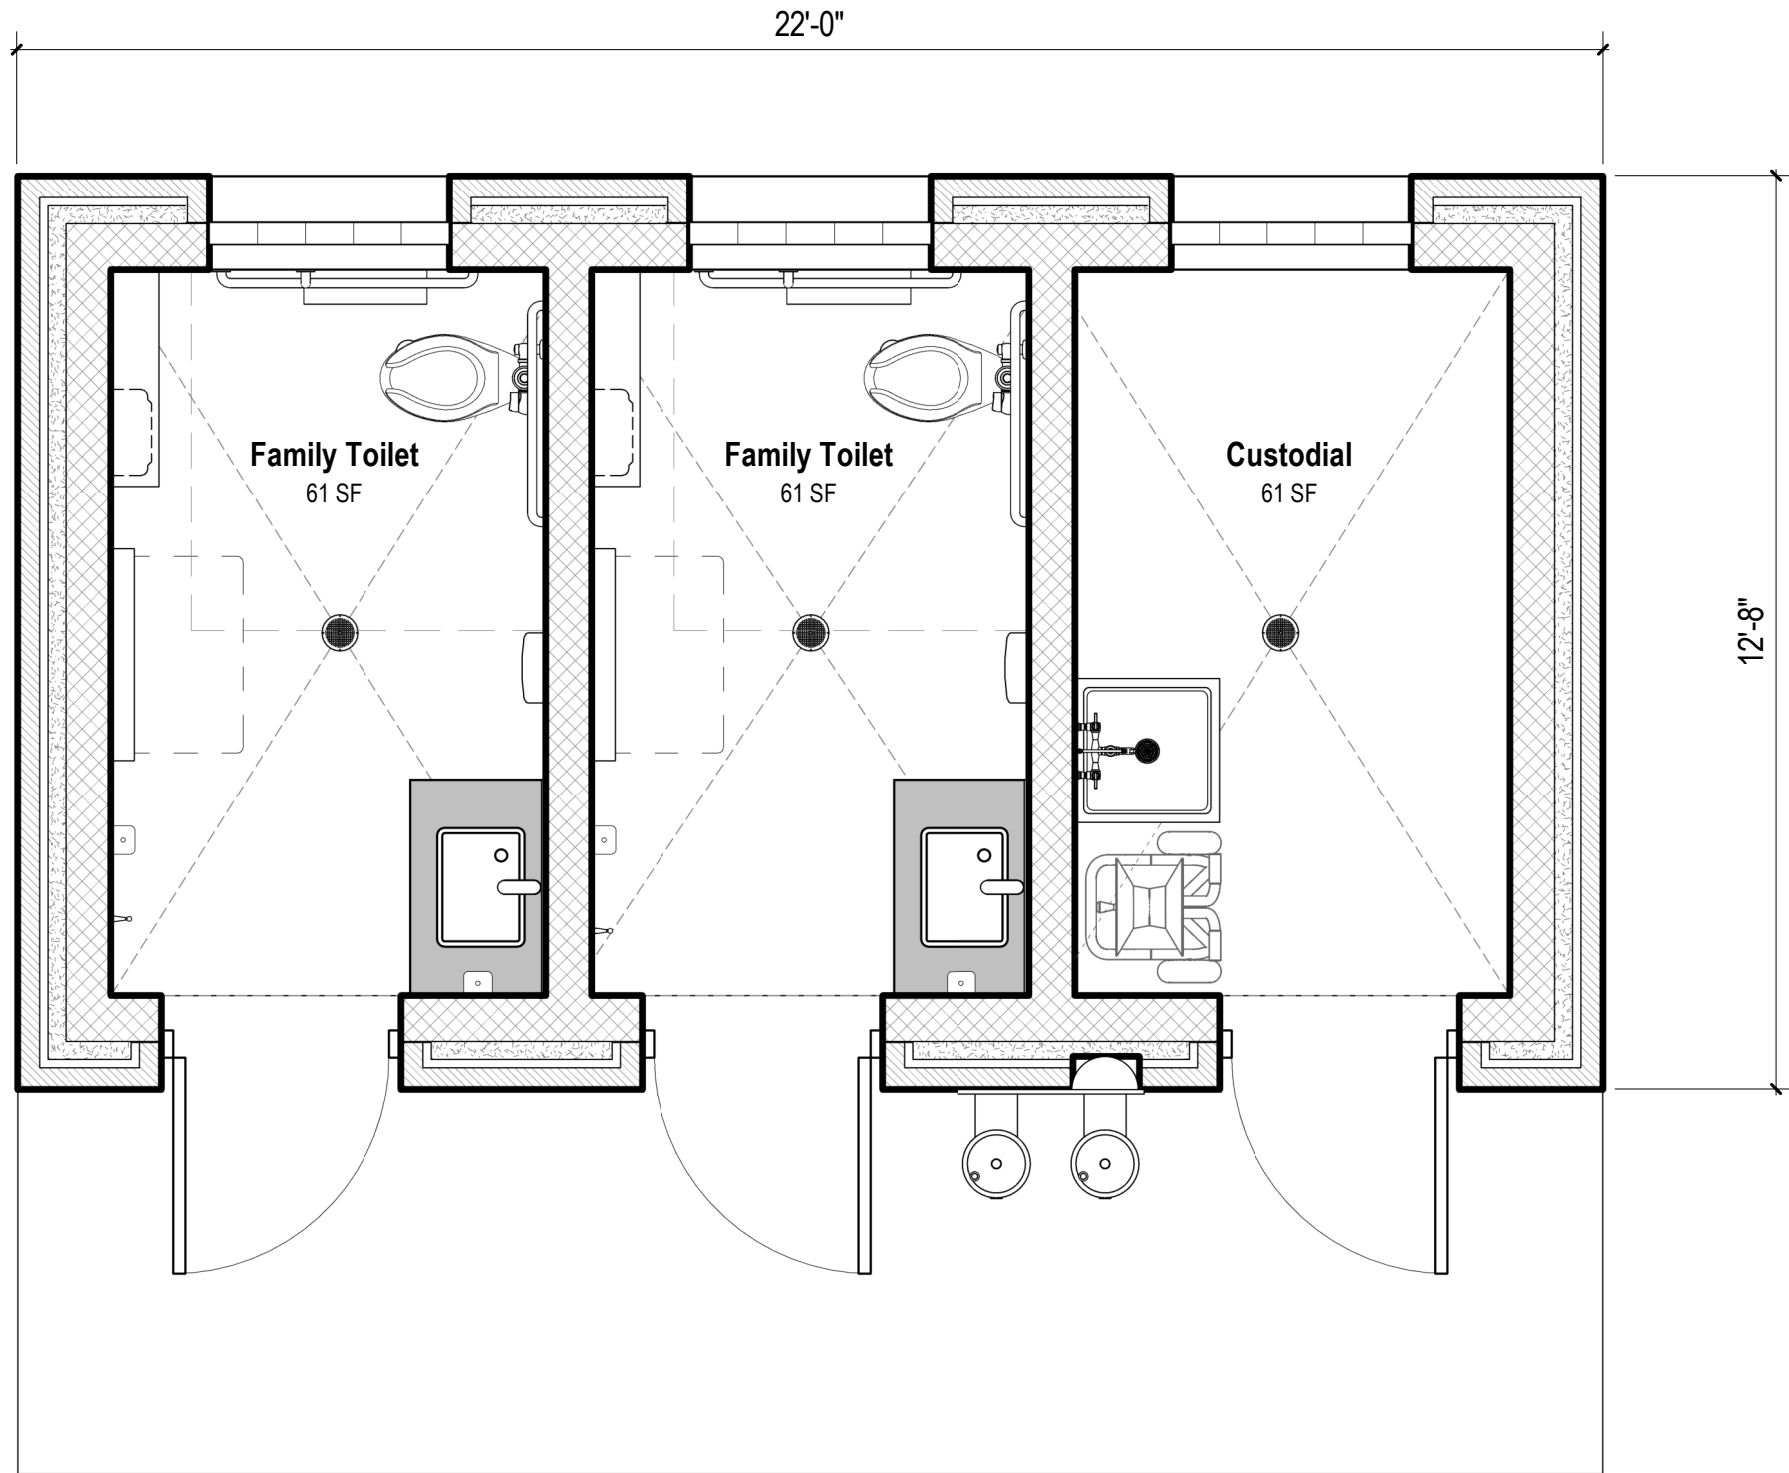 22'-0"
Family Toilet
61 SF
Family Toilet
61 SF
Custodial
61 SF
12'-8"